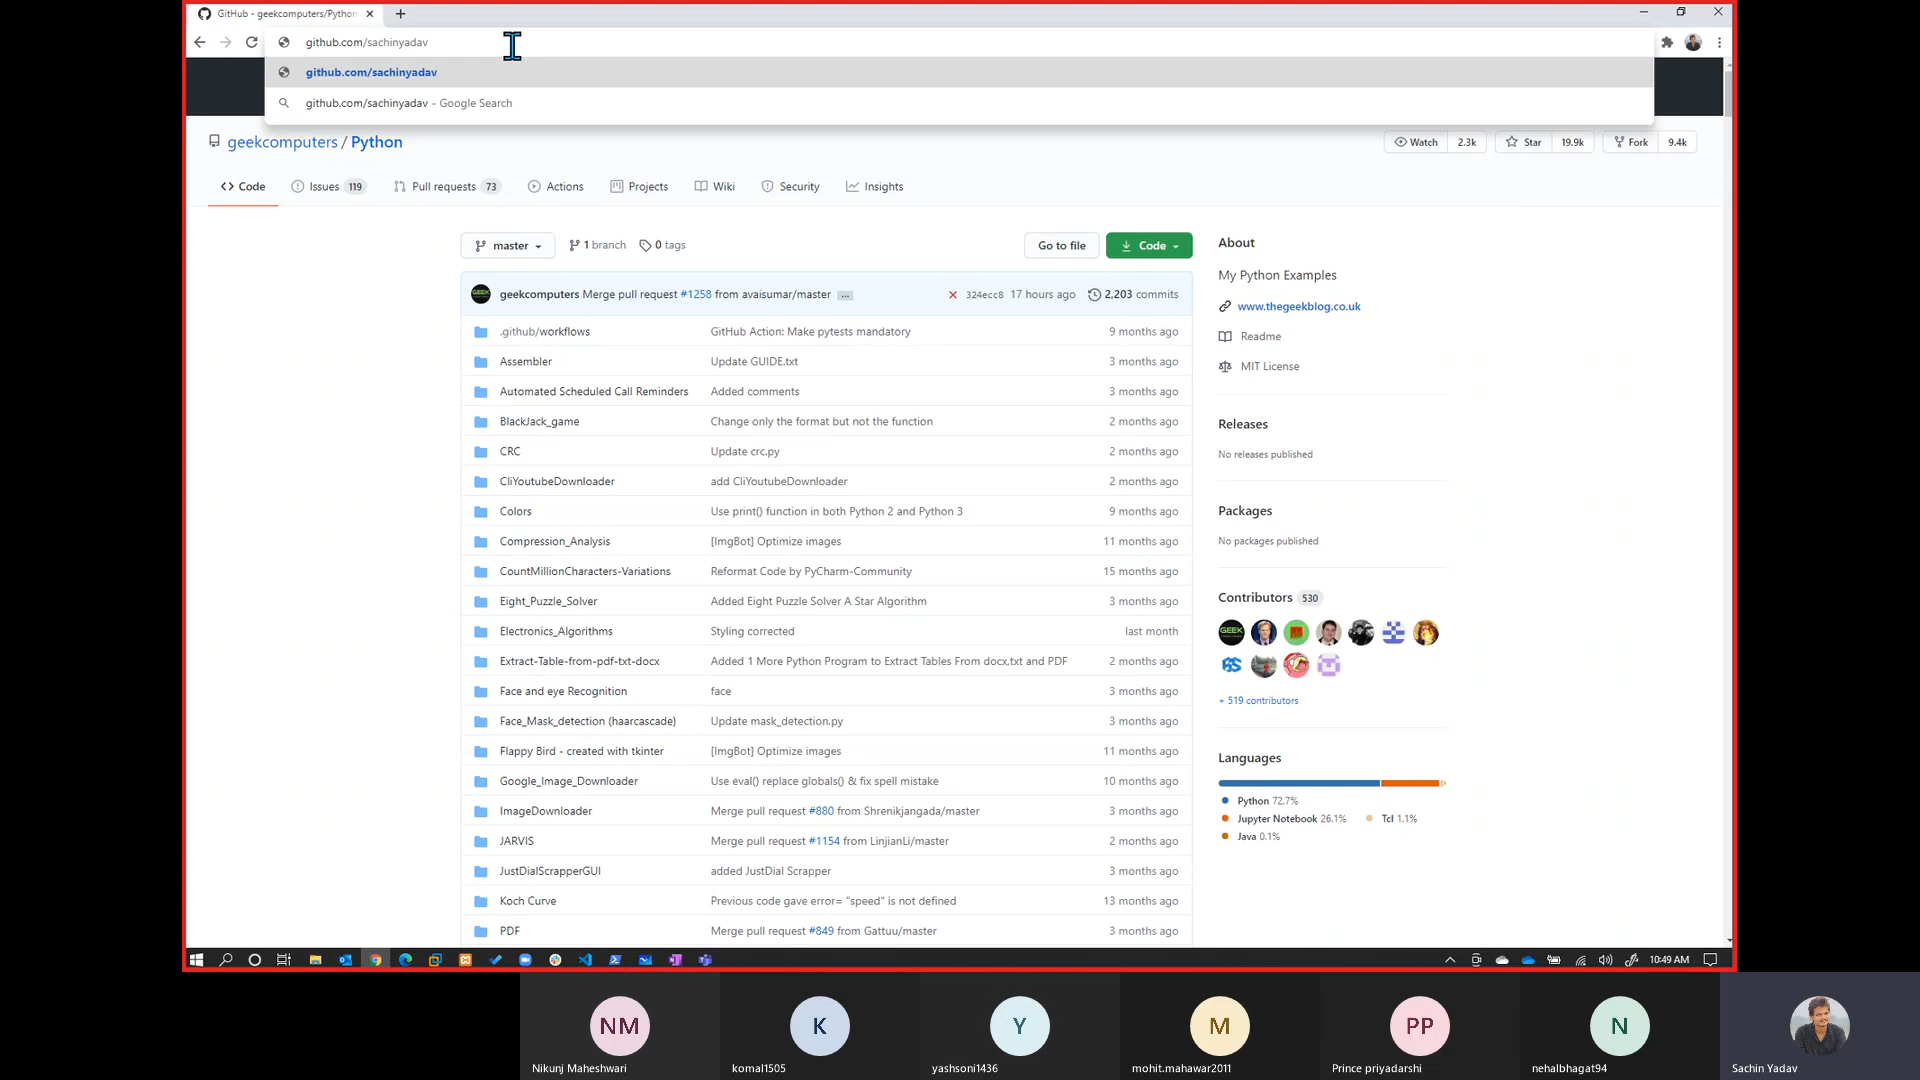 GitHub - geekcomputers/Python
github.com/sachinyadav
github.com/sachinyadav
github.com/sachinyadav - Google Search
geekcomputers / Python
Watch 2.3k
Star 19.9k
Fork 9.4k
Code
Issues 119
Pull requests 73
Actions
Projects
Wiki
Security
Insights
master
1 branch
0 tags
Go to file
Code
GEEK
geekcomputers Merge pull request #1258 from avaisumar/master ...
324ecc8 17 hours ago
2,203 commits
.github/workflows GitHub Action: Make pytests mandatory 9 months ago
Assembler Update GUIDE.txt 3 months ago
Automated Scheduled Call Reminders Added comments 3 months ago
BlackJack_game Change only the format but not the function 2 months ago
CRC Update crc.py 2 months ago
CliYoutubeDownloader add CliYoutubeDownloader 2 months ago
Colors Use print() function in both Python 2 and Python 3 9 months ago
Compression_Analysis [ImgBot] Optimize images 11 months ago
CountMillionCharacters-Variations Reformat Code by PyCharm-Community 15 months ago
Eight_Puzzle_Solver Added Eight Puzzle Solver A Star Algorithm 3 months ago
Electronics_Algorithms Styling corrected last month
Extract-Table-from-pdf-txt-docx Added 1 More Python Program to Extract Tables From docx,txt and PDF 2 months ago
Face and eye Recognition face 3 months ago
Face_Mask_detection (haarcascade) Update mask_detection.py 3 months ago
Flappy Bird - created with tkinter [ImgBot] Optimize images 11 months ago
Google_Image_Downloader Use eval() replace globals() & fix spell mistake 10 months ago
ImageDownloader Merge pull request #880 from Shrenikjangada/master 3 months ago
JARVIS Merge pull request #1154 from LinjianLi/master 2 months ago
JustDialScrapperGUI added JustDial Scrapper 3 months ago
Koch Curve Previous code gave error= "speed" is not defined 13 months ago
PDF Merge pull request #849 from Gattuu/master 3 months ago
About
My Python Examples
www.thegeekblog.co.uk
Readme
MIT License
Releases
No releases published
Packages
No packages published
Contributors 530
GEEK
+ 519 contributors
Languages
Python 72.7%
Jupyter Notebook 26.1%
Tcl 1.1%
Java 0.1%
10:49 AM
NM
K
Y
M
PP
N
Nikunj Maheshwari
komal1505
yashsoni1436
mohit.mahawar2011
Prince priyadarshi
nehalbhagat94
Sachin Yadav